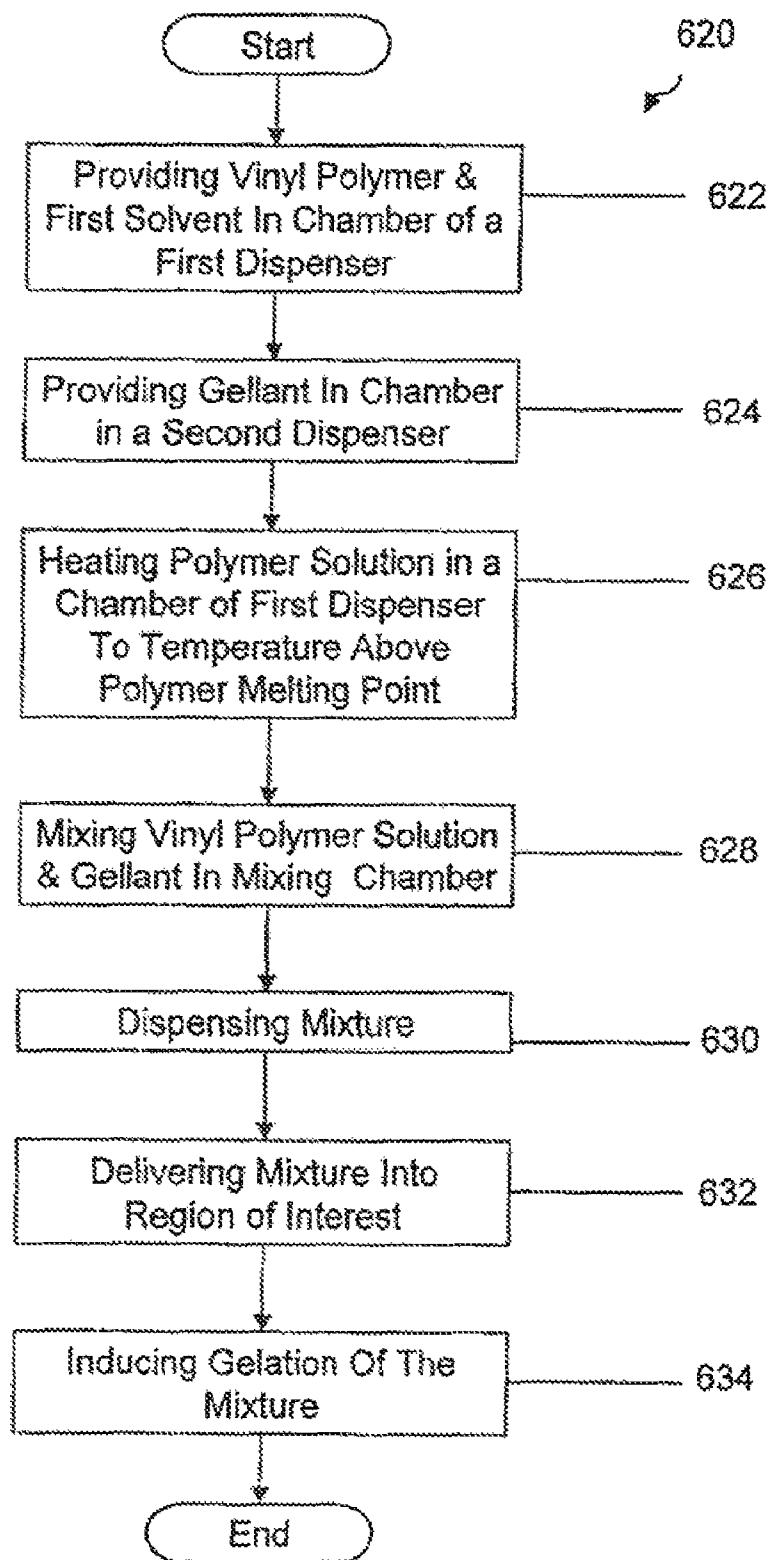 Start
620
Providing Vinyl Polymer &
First Solvent In Chamber of a
First Dispenser
622
Providing Gellant In Chamber
in a Second Dispenser
624
Heating Polymer Solution in a
Chamber of First Dispenser
To Temperature Above
Polymer Melting Point
626
Mixing Vinyl Polymer Solution
& Gellant In Mixing Chamber
628
Dispensing Mixture
630
Delivering Mixture Into
Region of Interest
632
Inducing Gelation Of The
Mixture
634
End